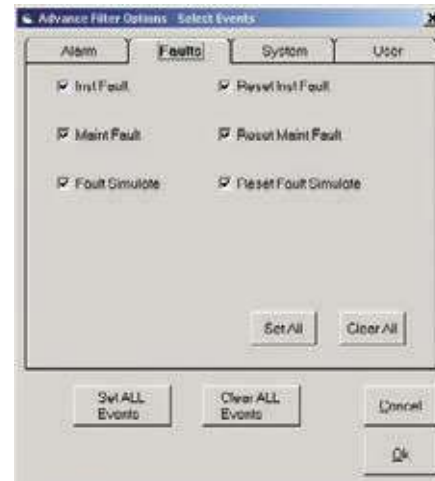 Advance Filter Options - Select Events
Alarm Faults System User
Inst Fault Reset Inst Fault
Maint Fault Reset Maint Fault
Fault Simulate Reset Fault Simulate
Set All Clear All
Set ALL Events Clear ALL Events Cancel
Ok